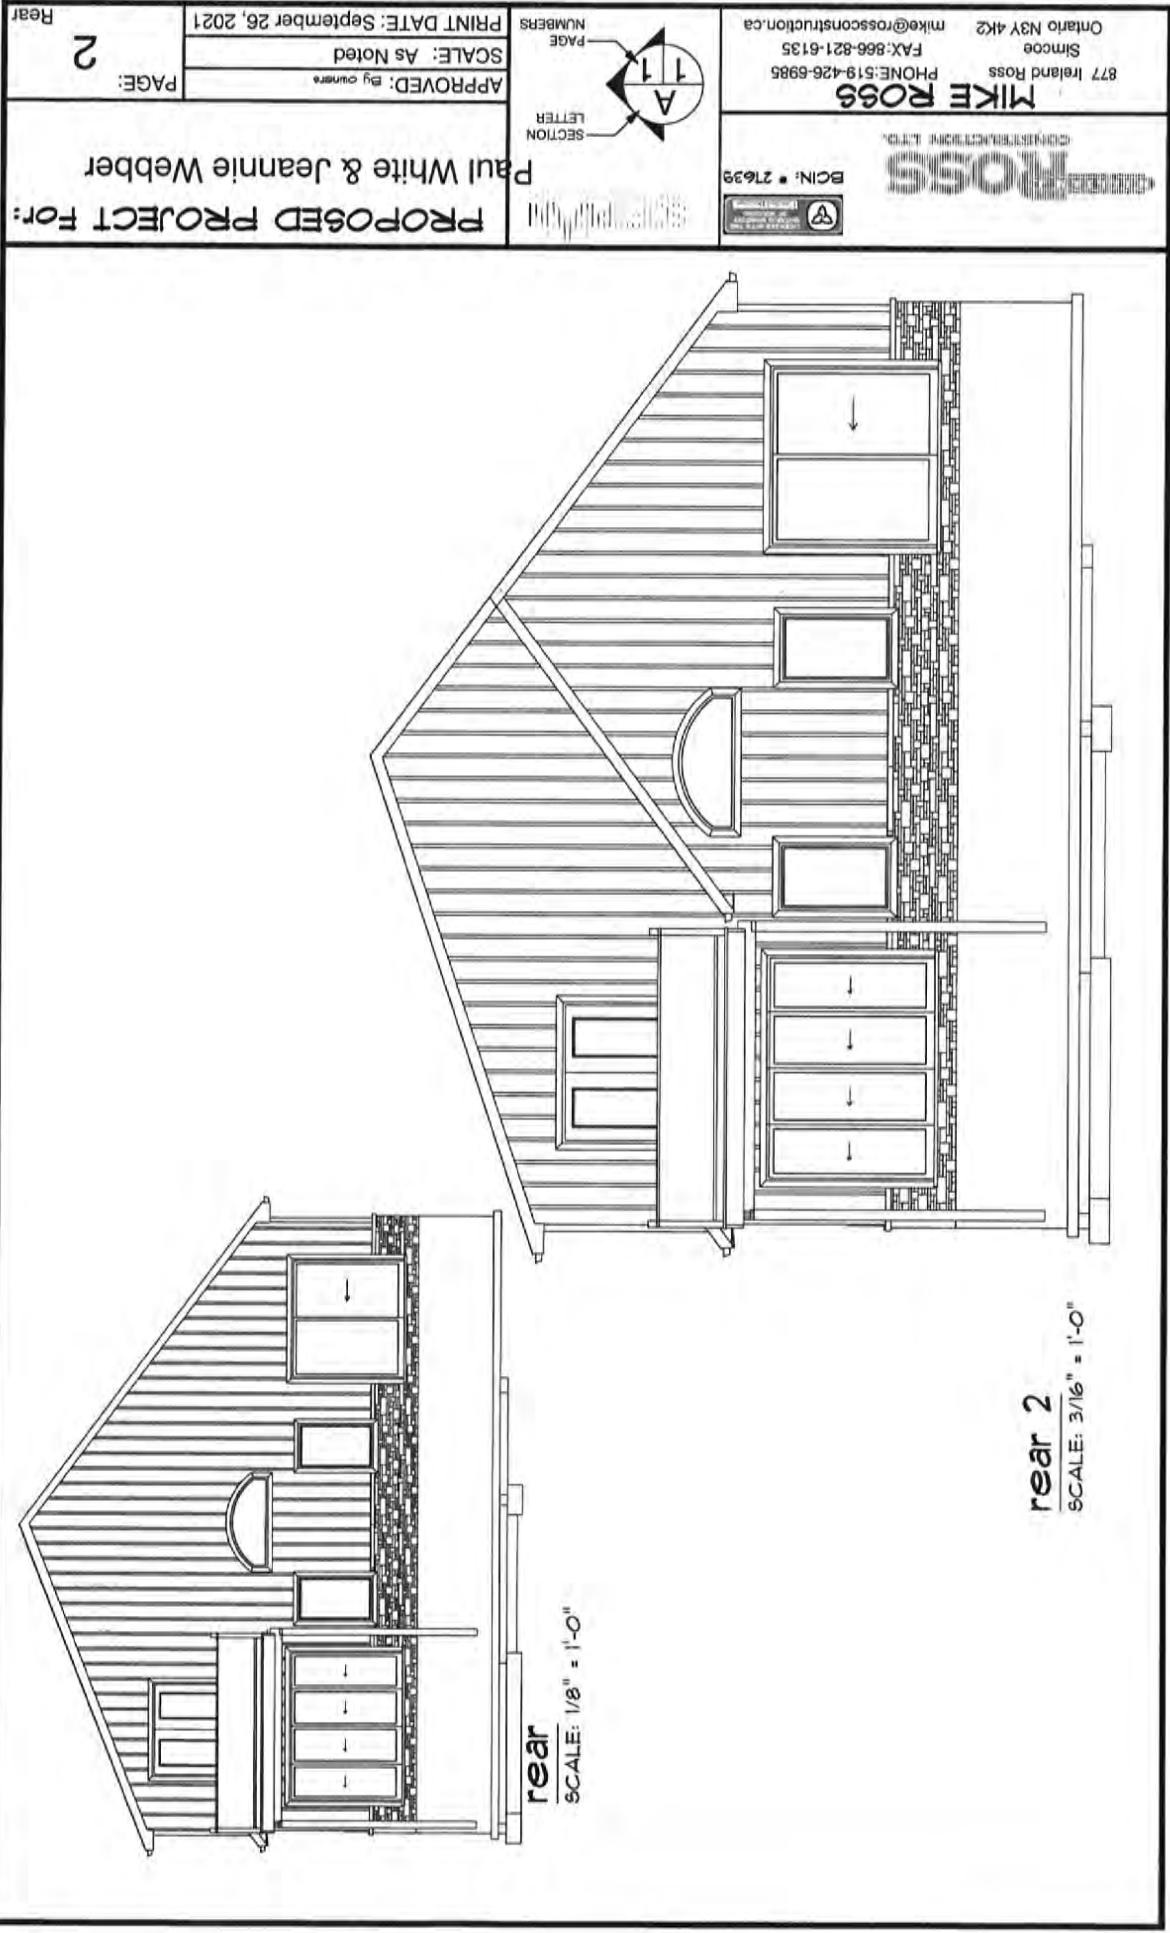 rear
SCALE: 1/8" = 1'-0"
rear 2
SCALE: 3/16" = 1'-0"
ROSS
CONSTRUCTION LTD.
BCIN: # 27639
MIKE ROSS
877 Ireland Ross
Simcoe
Ontario N3Y 4K2
PHONE:519-426-6985
FAX:866-821-6135
mike@rossconstruction.ca
SECTION
LETTER
A
1 1
PAGE
NUMBERS
PROPOSED PROJECT For:
Paul White & Jeannie Webber
APPROVED: By owners
SCALE: As Noted
PRINT DATE: September 26, 2021
PAGE:
2
Rear